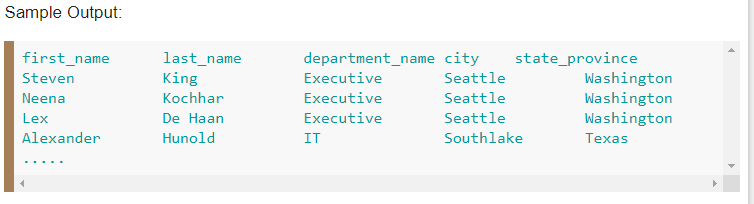 Sample Output:
first_name last_name department_name city state_province
Steven King Executive Seattle Washington
Neena Kochhar Executive Seattle Washington
Lex De Haan Executive Seattle Washington
Alexander Hunold IT Southlake Texas
.....